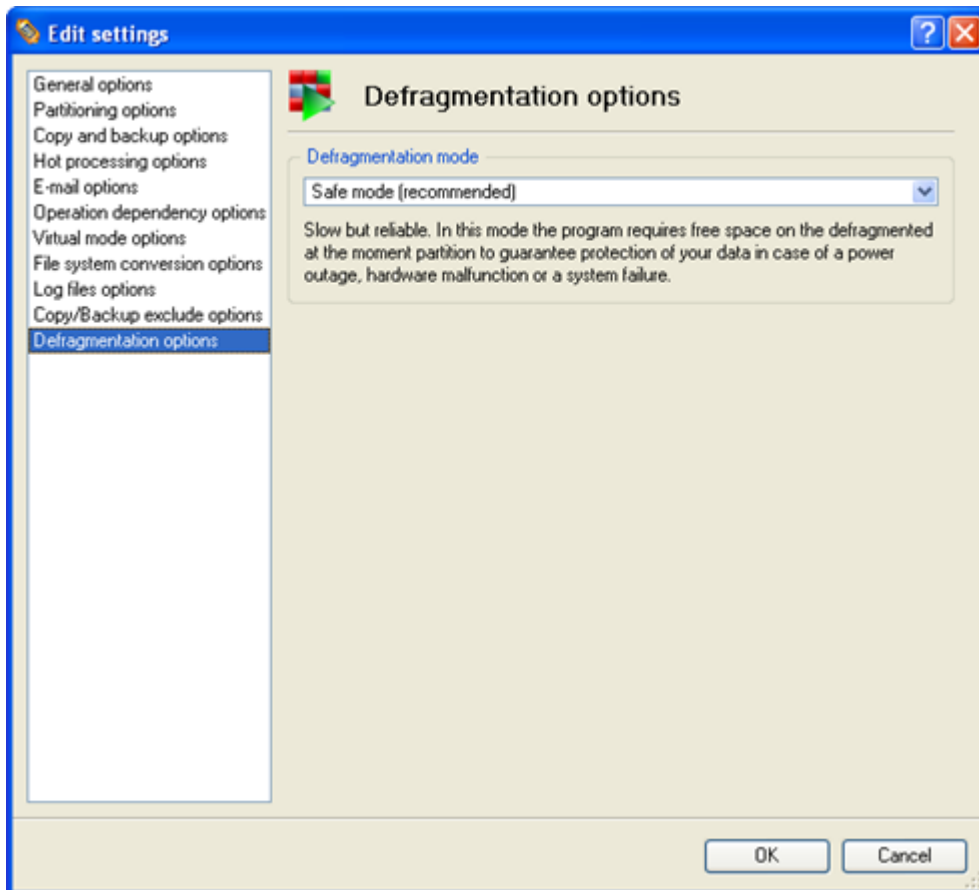 Edit settings
General options
Partitioning options
Copy and backup options
Hot processing options
E-mail options
Operation dependency options
Virtual mode options
File system conversion options
Log files options
Copy/Backup exclude options
Defragmentation options
Defragmentation options
Defragmentation mode
Safe mode (recommended)
Slow but reliable. In this mode the program requires free space on the defragmented
at the moment partition to guarantee protection of your data in case of a power
outage, hardware malfunction or a system failure.
OK
Cancel